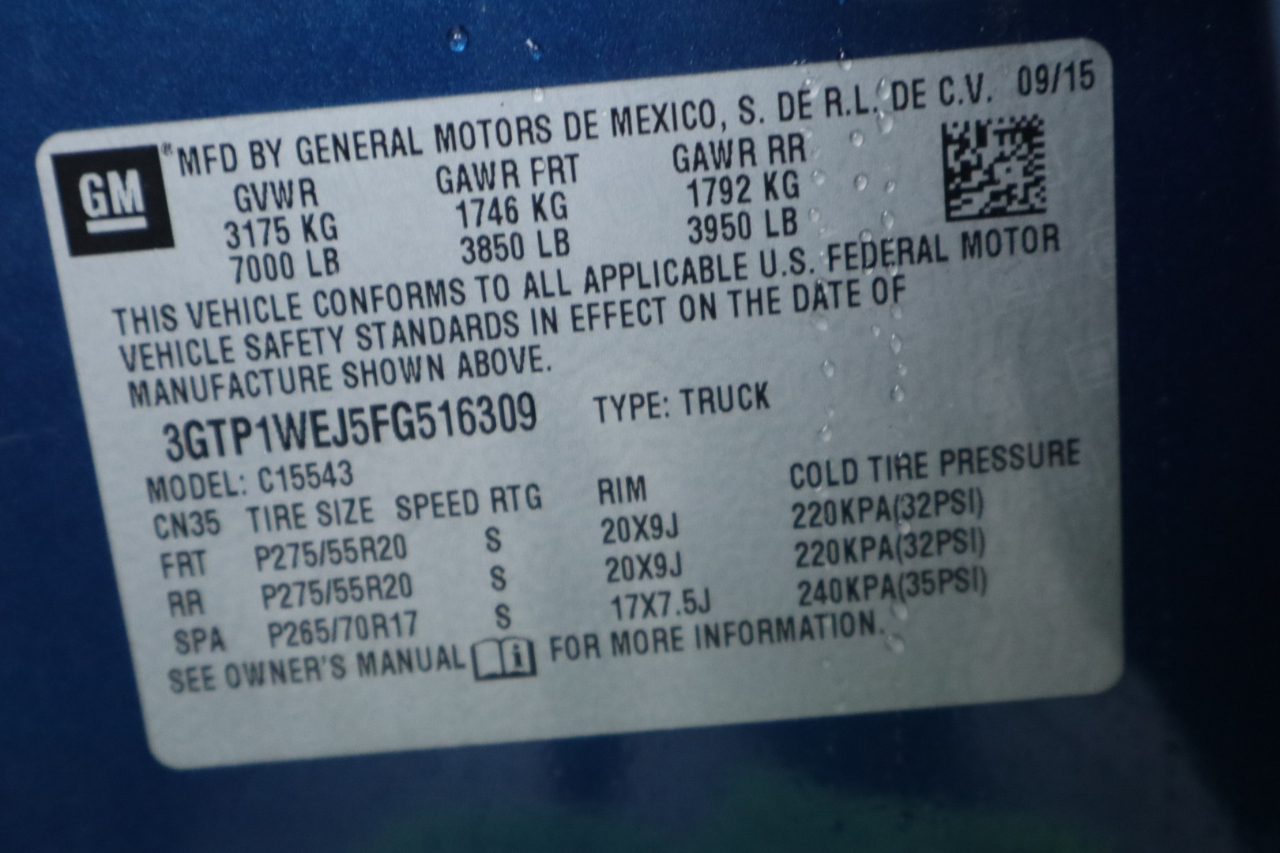 GM
® MFD BY GENERAL MOTORS DE MEXICO, S. DE R.L. DE C.V. 09/15
GVWR GAWR FRT GAWR RR
3175 KG 1746 KG 1792 KG
7000 LB 3850 LB 3950 LB
THIS VEHICLE CONFORMS TO ALL APPLICABLE U.S. FEDERAL MOTOR
VEHICLE SAFETY STANDARDS IN EFFECT ON THE DATE OF
MANUFACTURE SHOWN ABOVE.
3GTP1WEJ5FG516309 TYPE: TRUCK
MODEL: C15543
CN35 TIRE SIZE SPEED RTG RIM COLD TIRE PRESSURE
FRT P275/55R20 S 20X9J 220KPA(32PSI)
RR P275/55R20 S 20X9J 220KPA(32PSI)
SPA P265/70R17 S 17X7.5J 240KPA(35PSI)
SEE OWNER'S MANUAL i FOR MORE INFORMATION.